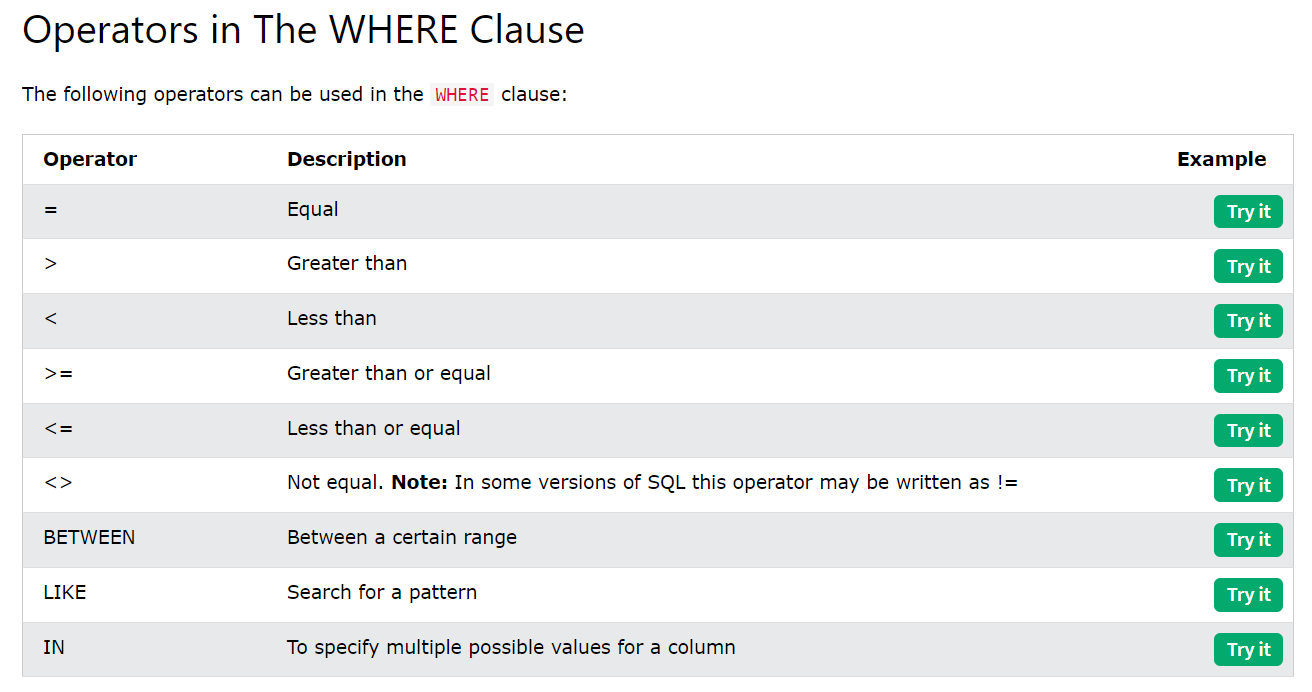 Operators in The WHERE Clause
The following operators can be used in the WHERE clause:
Operator Description Example
= Equal Try it
> Greater than Try it
< Less than Try it
>= Greater than or equal Try it
<= Less than or equal Try it
<> Not equal. Note: In some versions of SQL this operator may be written as != Try it
BETWEEN Between a certain range Try it
LIKE Search for a pattern Try it
IN To specify multiple possible values for a column Try it